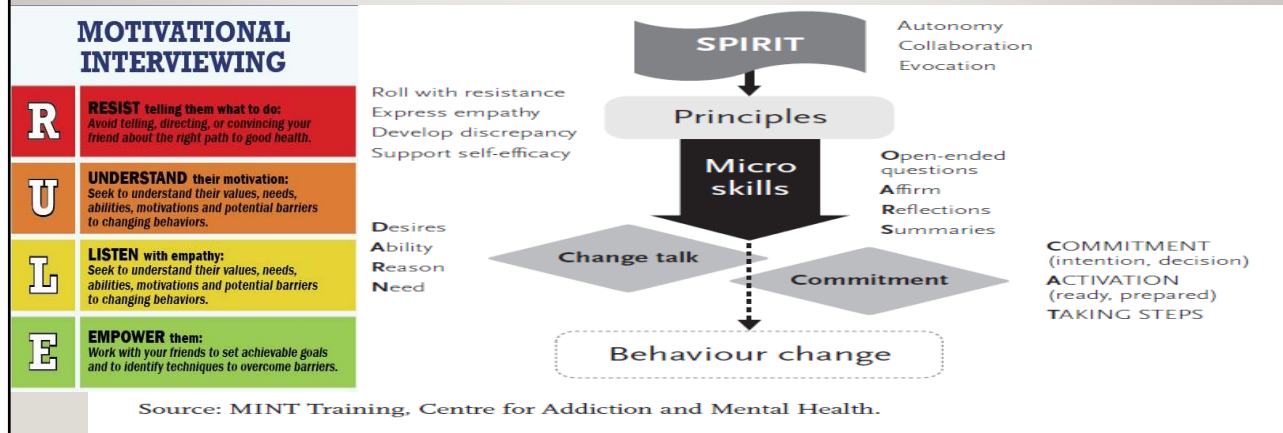 MOTIVATIONAL
INTERVIEWING
R
RESIST telling them what to do:
Avoid telling, directing, or convincing your
friend about the right path to good health.
U
UNDERSTAND their motivation:
Seek to understand their values, needs,
abilities, motivations and potential barriers
to changing behaviors.
L
LISTEN with empathy:
Seek to understand their values, needs,
abilities, motivations and potential barriers
to changing behaviors.
E
EMPOWER them:
Work with your friends to set achievable goals
and to identify techniques to overcome barriers.
SPIRIT
Autonomy
Collaboration
Evocation
Roll with resistance
Express empathy
Develop discrepancy
Support self-efficacy
Principles
Micro
skills
Open-ended
questions
Affirm
Reflections
Summaries
Desires
Ability
Reason
Need
Change talk
Commitment
COMMITMENT
(intention, decision)
ACTIVATION
(ready, prepared)
TAKING STEPS
Behaviour change
Source: MINT Training, Centre for Addiction and Mental Health.